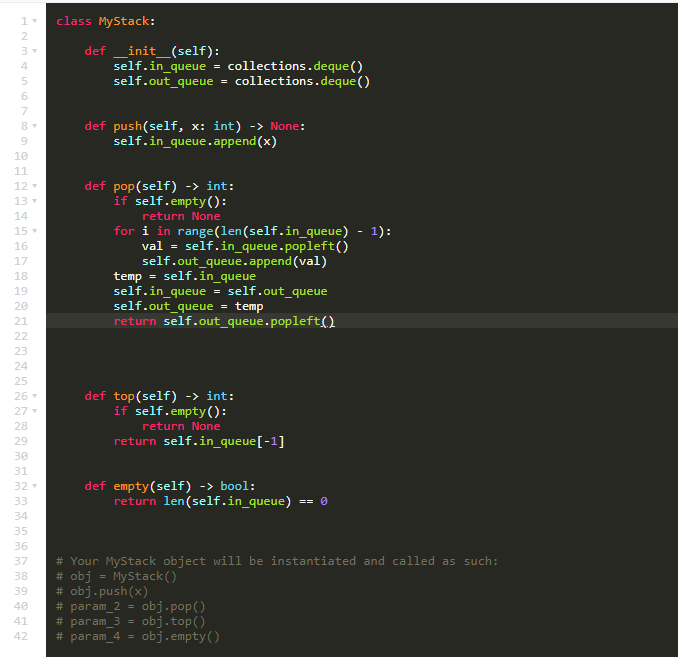 1 class MyStack:
2
3     def __init__(self):
4         self.in_queue = collections.deque()
5         self.out_queue = collections.deque()
6
7
8     def push(self, x: int) -> None:
9         self.in_queue.append(x)
10
11
12     def pop(self) -> int:
13         if self.empty():
14             return None
15         for i in range(len(self.in_queue) - 1):
16             val = self.in_queue.popleft()
17             self.out_queue.append(val)
18         temp = self.in_queue
19         self.in_queue = self.out_queue
20         self.out_queue = temp
21         return self.out_queue.popleft()
22
23
24
25
26     def top(self) -> int:
27         if self.empty():
28             return None
29         return self.in_queue[-1]
30
31
32     def empty(self) -> bool:
33         return len(self.in_queue) == 0
34
35
36
37 # Your MyStack object will be instantiated and called as such:
38 # obj = MyStack()
39 # obj.push(x)
40 # param_2 = obj.pop()
41 # param_3 = obj.top()
42 # param_4 = obj.empty()